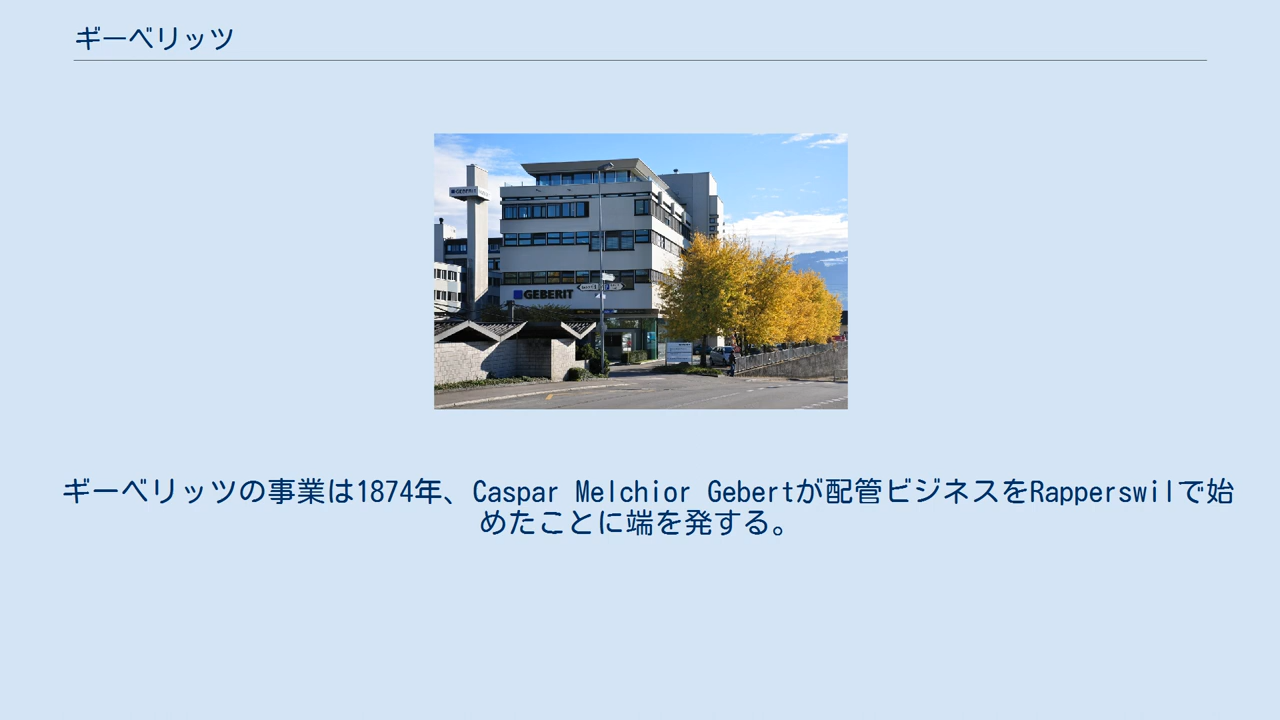 ギーベリッツ
GEBERIT
GEBERIT
ギーベリッツの事業は1874年、Caspar Melchior Gebertが配管ビジネスをRapperswilで始
めたことに端を発する。